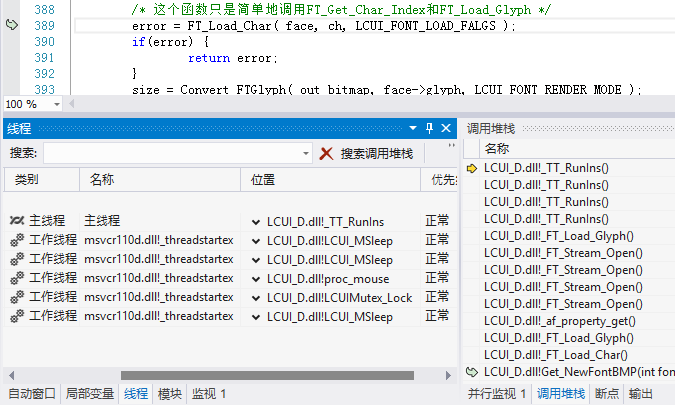 388 /* 这个函数只是简单地调用FT_Get_Char_Index和FT_Load_Glyph */
389 error = FT_Load_Char( face, ch, LCUI_FONT_LOAD_FALGS );
390 if(error) {
391 return error;
392 }
393 size = Convert_FTGlyph( out_bitmap, face->glyph, LCUI_FONT_RENDER_MODE );
100 %
线程
搜索: 搜索调用堆栈 "
类别 名称 位置 优先
主线程 主线程 LCUI_D.dll!_TT_RunIns 正常
工作线程 msvcr110d.dll!_threadstartex LCUI_D.dll!LCUI_MSleep 正常
工作线程 msvcr110d.dll!_threadstartex LCUI_D.dll!LCUI_MSleep 正常
工作线程 msvcr110d.dll!_threadstartex LCUI_D.dll!proc_mouse 正常
工作线程 msvcr110d.dll!_threadstartex LCUI_D.dll!LCUIMutex_Lock 正常
工作线程 msvcr110d.dll!_threadstartex LCUI_D.dll!LCUI_MSleep 正常
自动窗口 局部变量 线程 模块 监视 1
调用堆栈
名称
LCUI_D.dll!_TT_RunIns()
LCUI_D.dll!_TT_RunIns()
LCUI_D.dll!_TT_RunIns()
LCUI_D.dll!_TT_RunIns()
LCUI_D.dll!_FT_Load_Glyph()
LCUI_D.dll!_FT_Stream_Open()
LCUI_D.dll!_FT_Stream_Open()
LCUI_D.dll!_FT_Stream_Open()
LCUI_D.dll!_FT_Stream_Open()
LCUI_D.dll!_af_property_get()
LCUI_D.dll!_FT_Load_Glyph()
LCUI_D.dll!_FT_Load_Char()
LCUI_D.dll!Get_NewFontBMP(int fon
并行监视 1 调用堆栈 断点 输出